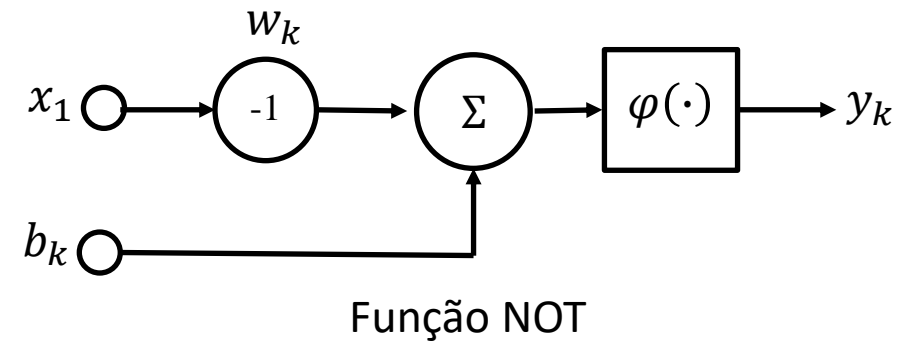 w_k
x_1
-1
Σ
φ(·)
y_k
b_k
Função NOT